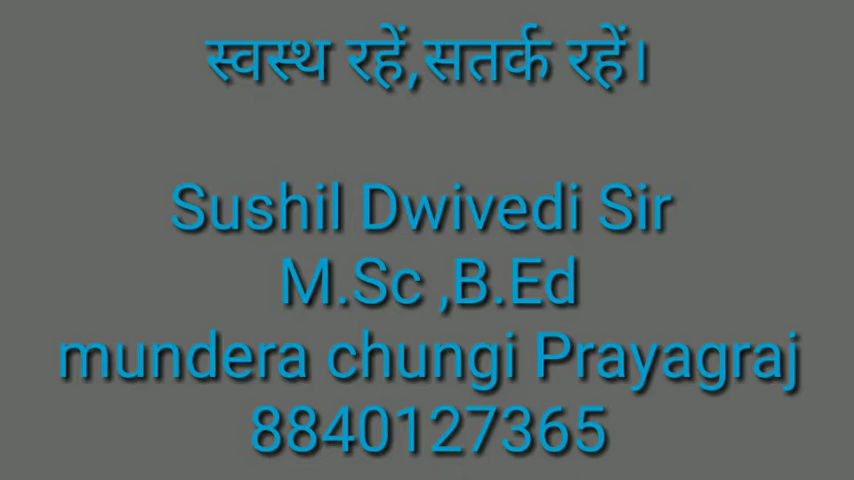 स्वस्थ रहें,सतर्क रहें।
Sushil Dwivedi Sir
M.Sc ,B.Ed
mundera chungi Prayagraj
8840127365